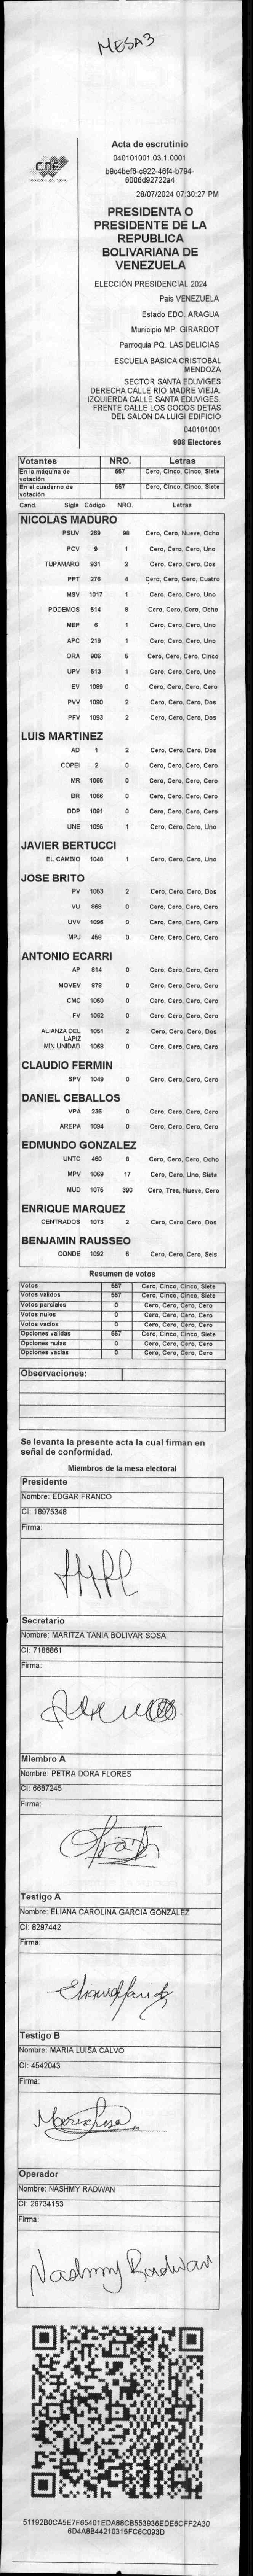 MESA3
CNE
Acta de escrutinio
040101001.03.1.0001
b9c4bef6-c922-46f4-b794-
6006d92722a4
28/07/2024 07:30:27 PM
PRESIDENTA O
PRESIDENTE DE LA
REPUBLICA
BOLIVARIANA DE
VENEZUELA
ELECCIÓN PRESIDENCIAL 2024
Pais VENEZUELA
Estado EDO. ARAGUA
Municipio MP. GIRARDOT
Parroquia PQ. LAS DELICIAS
ESCUELA BASICA CRISTOBAL
MENDOZA
SECTOR SANTA EDUVIGES
DERECHA CALLE RIO MADRE VIEJA.
IZQUIERDA CALLE SANTA EDUVIGES.
FRENTE CALLE LOS COCOS DETAS
DEL SALON DA LUIGI EDIFICIO
040101001
908 Electores
Votantes NRO. Letras
En la máquina de votación 557 Cero, Cinco, Cinco, Siete
En el cuaderno de votación 557 Cero, Cinco, Cinco, Siete
Cand. Sigla Código NRO. Letras
NICOLAS MADURO
PSUV 269 98 Cero, Cero, Nueve, Ocho
PCV 9 1 Cero, Cero, Cero, Uno
TUPAMARO 931 2 Cero, Cero, Cero, Dos
PPT 276 4 Cero, Cero, Cero, Cuatro
MSV 1017 1 Cero, Cero, Cero, Uno
PODEMOS 514 8 Cero, Cero, Cero, Ocho
MEP 6 1 Cero, Cero, Cero, Uno
APC 219 1 Cero, Cero, Cero, Uno
ORA 906 5 Cero, Cero, Cero, Cinco
UPV 513 1 Cero, Cero, Cero, Uno
EV 1089 0 Cero, Cero, Cero, Cero
PVV 1090 2 Cero, Cero, Cero, Dos
PFV 1093 2 Cero, Cero, Cero, Dos
LUIS MARTINEZ
AD 1 2 Cero, Cero, Cero, Dos
COPEI 2 0 Cero, Cero, Cero, Cero
MR 1065 0 Cero, Cero, Cero, Cero
BR 1066 0 Cero, Cero, Cero, Cero
DDP 1091 0 Cero, Cero, Cero, Cero
UNE 1095 1 Cero, Cero, Cero, Uno
JAVIER BERTUCCI
EL CAMBIO 1046 1 Cero, Cero, Cero, Uno
JOSE BRITO
PV 1053 2 Cero, Cero, Cero, Dos
VU 868 0 Cero, Cero, Cero, Cero
UVV 1096 0 Cero, Cero, Cero, Cero
MPJ 459 0 Cero, Cero, Cero, Cero
ANTONIO ECARRI
AP 814 0 Cero, Cero, Cero, Cero
MOVEV 978 0 Cero, Cero, Cero, Cero
CMC 1050 0 Cero, Cero, Cero, Cero
FV 1062 0 Cero, Cero, Cero, Cero
ALIANZA DEL LAPIZ 1051 2 Cero, Cero, Cero, Dos
MIN UNIDAD 1068 0 Cero, Cero, Cero, Cero
CLAUDIO FERMIN
SPV 1049 0 Cero, Cero, Cero, Cero
DANIEL CEBALLOS
VPA 236 0 Cero, Cero, Cero, Cero
AREPA 1094 0 Cero, Cero, Cero, Cero
EDMUNDO GONZALEZ
UNTC 460 8 Cero, Cero, Cero, Ocho
MPV 1069 17 Cero, Cero, Uno, Siete
MUD 1075 390 Cero, Tres, Nueve, Cero
ENRIQUE MARQUEZ
CENTRADOS 1073 2 Cero, Cero, Cero, Dos
BENJAMIN RAUSSEO
CONDE 1092 6 Cero, Cero, Cero, Seis
Resumen de votos
Votos 557 Cero, Cinco, Cinco, Siete
Votos validos 557 Cero, Cinco, Cinco, Siete
Votos parciales 0 Cero, Cero, Cero, Cero
Votos nulos 0 Cero, Cero, Cero, Cero
Votos vacios 0 Cero, Cero, Cero, Cero
Opciones validas 557 Cero, Cinco, Cinco, Siete
Opciones nulas 0 Cero, Cero, Cero, Cero
Opciones vacias 0 Cero, Cero, Cero, Cero
Observaciones:
Se levanta la presente acta la cual firman en
señal de conformidad.
Miembros de la mesa electoral
Presidente
Nombre: EDGAR FRANCO
CI: 18975348
Firma:
Secretario
Nombre: MARITZA TANIA BOLIVAR SOSA
CI: 7186861
Firma:
Miembro A
Nombre: PETRA DORA FLORES
CI: 6687245
Firma:
Testigo A
Nombre: ELIANA CAROLINA GARCIA GONZALEZ
CI: 8297442
Firma:
Testigo B
Nombre: MARIA LUISA CALVO
CI: 4542043
Firma:
Operador
Nombre: NASHMY RADWAN
CI: 26734153
Firma:
Nashmy Radwan
51192B0CA5E7F65401EDA88CB553936EDE6CFF2A30
6D4A8B44210315FC8C093D